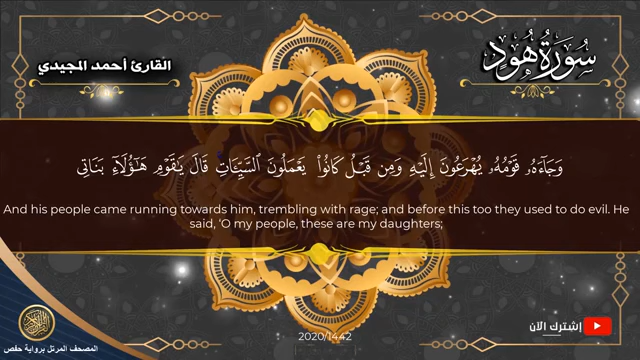 القارئ أحمد المجيدي
سُورَةُ هُودٍ
وَجَآءَهُۥ قَوْمُهُۥ يُهْرَعُونَ إِلَيْهِ وَمِن قَبْلُ كَانُوا۟ يَعْمَلُونَ ٱلسَّيِّـَٔاتِ قَالَ يَـٰقَوْمِ هَـٰٓؤُلَآءِ بَنَاتِى
And his people came running towards him, trembling with rage; and before this too they used to do evil. He
said, ‘O my people, these are my daughters;
إشترك الآن
2020/1442
المصحف المرتل برواية حفص